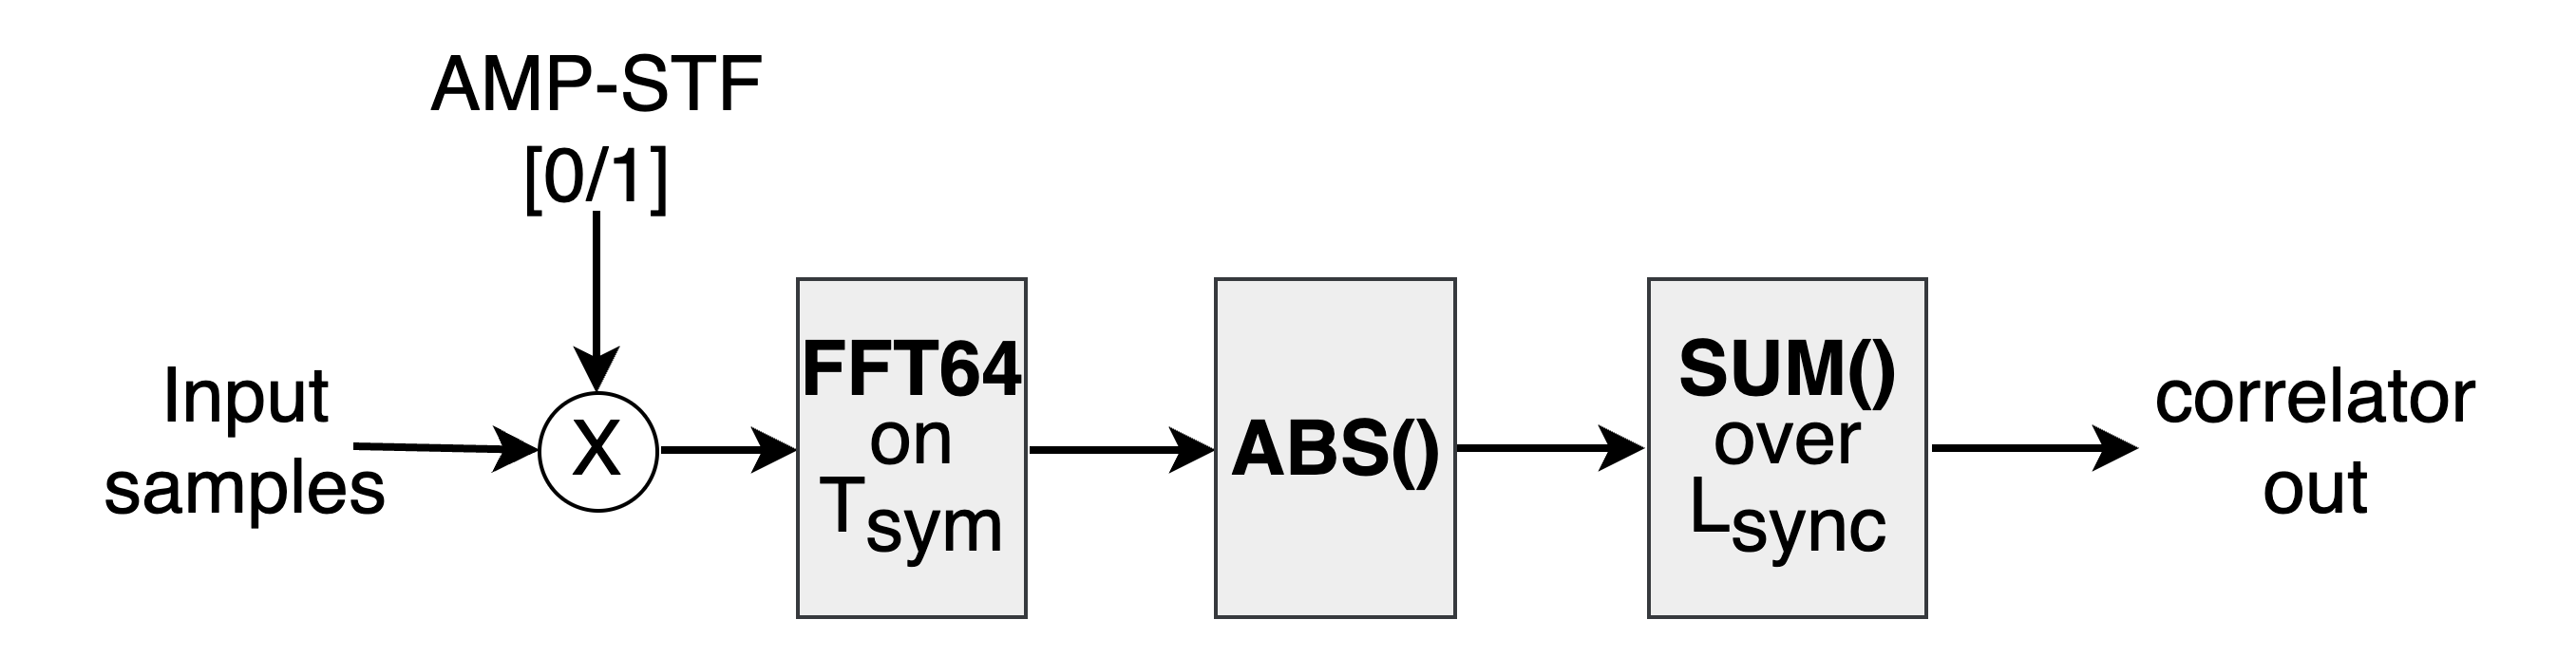 AMP-STF
[0/1]
Input
samples
X
FFT64
on
Tsym
ABS()
SUM()
over
Lsync
correlator
out